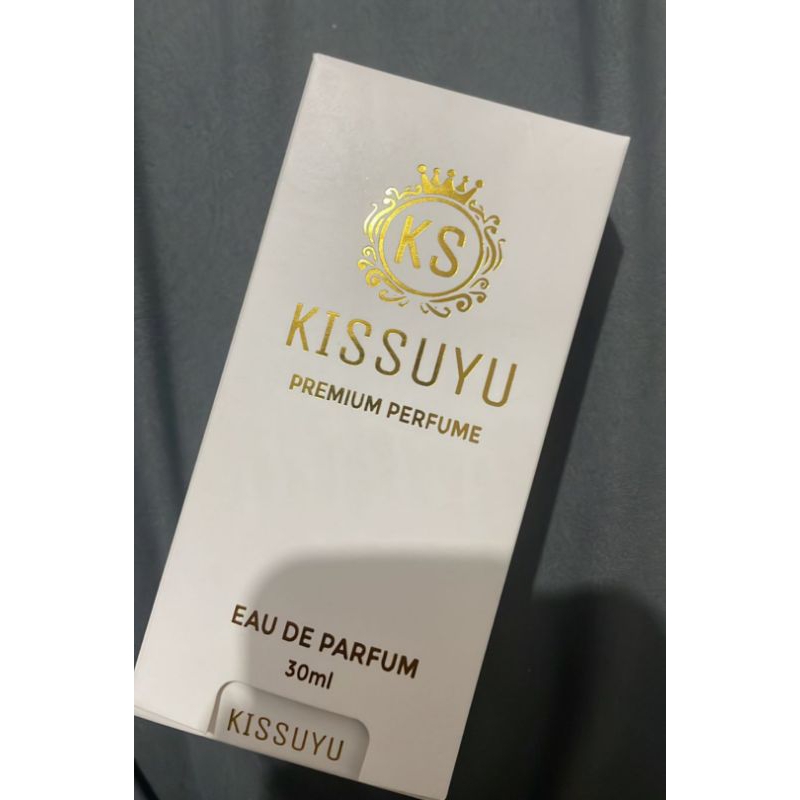 KS
KISSUYU
PREMIUM PERFUME
EAU DE PARFUM
30ml
KISSUYU